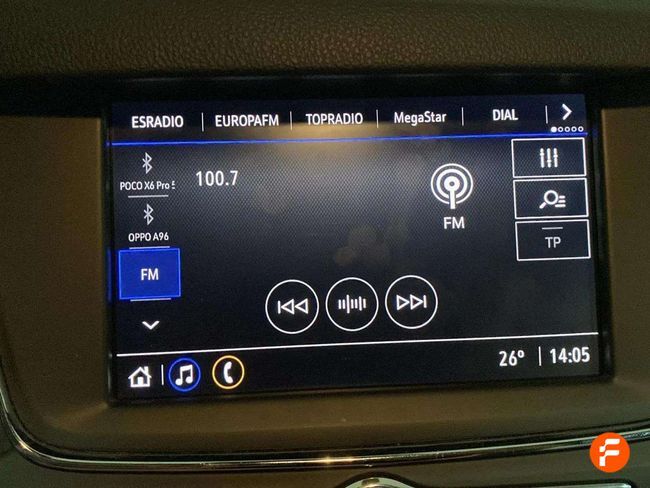 ESRADIO EUROPAFM TOPRADIO MegaStar DIAL
POCO X6 Pro 5
100.7
FM
OPPO A96
TP
FM
26° 14:05